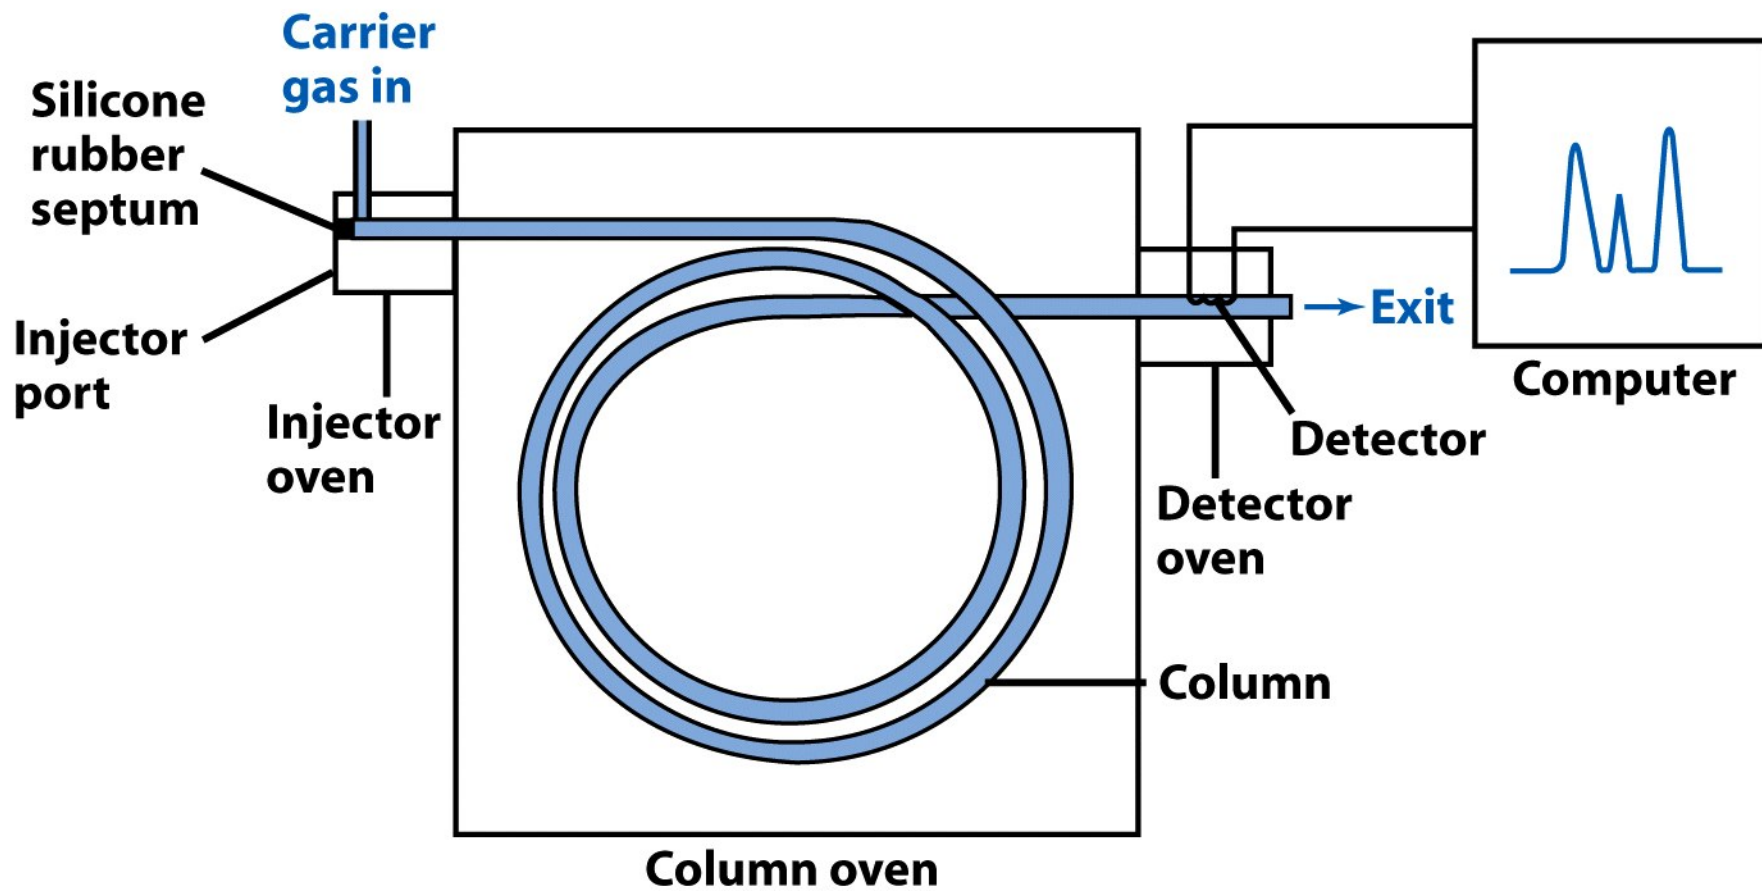 Carrier
gas in
Silicone
rubber
septum
Injector
port
Injector
oven
Exit
Computer
Detector
Detector
oven
Column
Column oven